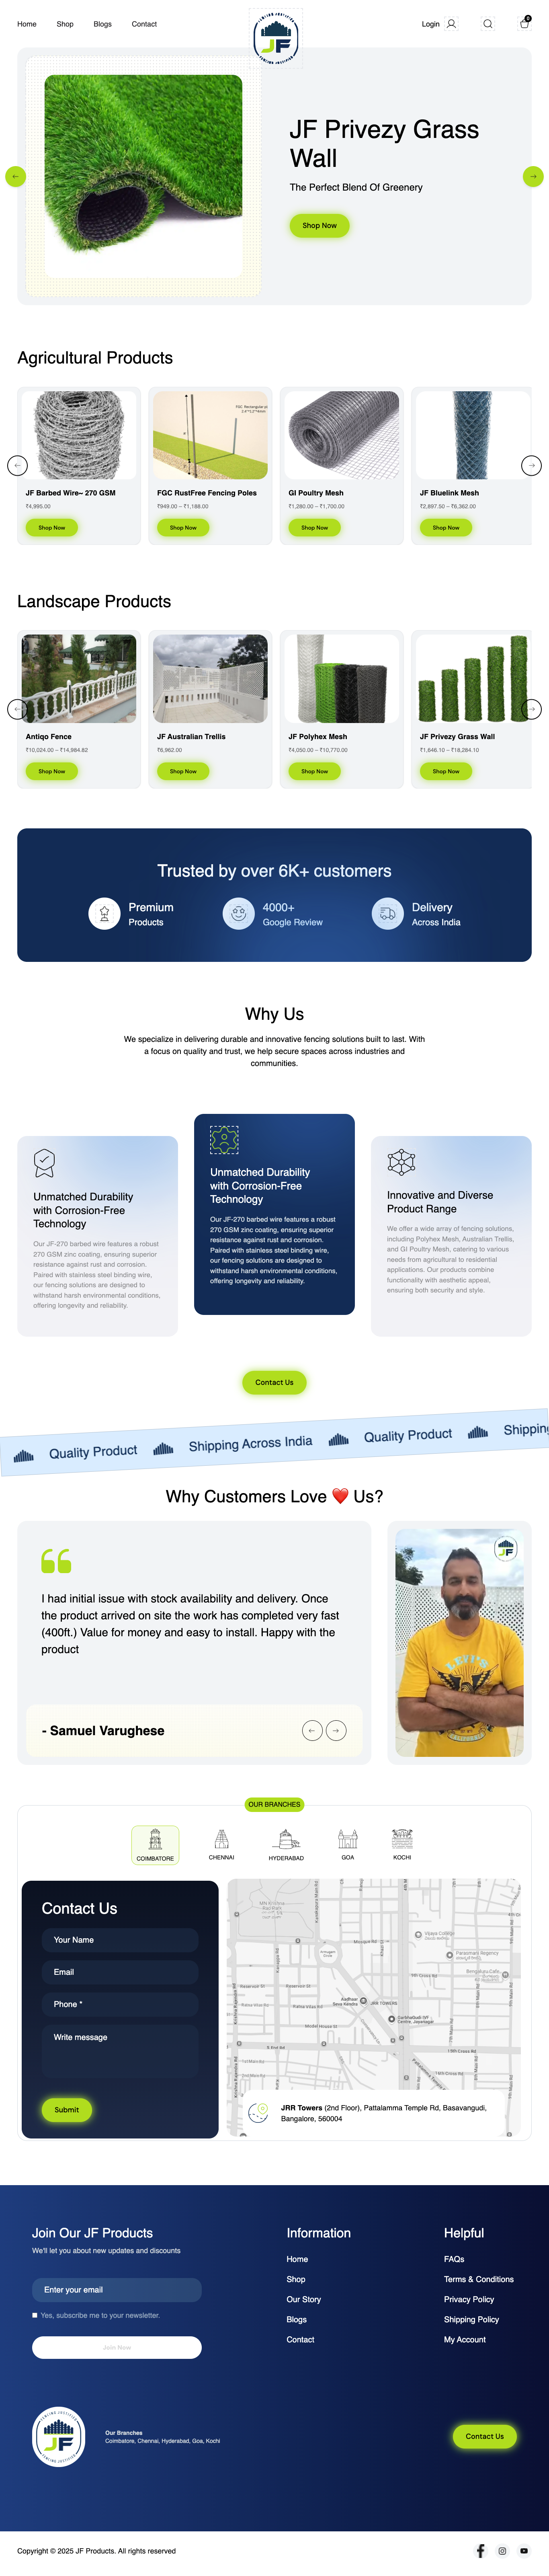 Home Shop Blogs Contact
JF
Login
0
JF Privezy Grass
Wall
The Perfect Blend Of Greenery
Shop Now
Agricultural Products
JF Barbed Wire~ 270 GSM
₹4,995.00
Shop Now
FGC RustFree Fencing Poles
₹949.00 – ₹1,188.00
Shop Now
GI Poultry Mesh
₹1,280.00 – ₹1,700.00
Shop Now
JF Bluelink Mesh
₹2,897.50 – ₹6,362.00
Shop Now
Landscape Products
Antiqo Fence
₹10,024.00 – ₹14,984.82
Shop Now
JF Australian Trellis
₹6,962.00
Shop Now
JF Polyhex Mesh
₹4,050.00 – ₹10,770.00
Shop Now
JF Privezy Grass Wall
₹1,646.10 – ₹18,284.10
Shop Now
Trusted by over 6K+ customers
Premium
Products
4000+
Google Review
Delivery
Across India
Why Us
We specialize in delivering durable and innovative fencing solutions built to last. With
a focus on quality and trust, we help secure spaces across industries and
communities.
Unmatched Durability
with Corrosion-Free
Technology
Our JF-270 barbed wire features a robust
270 GSM zinc coating, ensuring superior
resistance against rust and corrosion.
Paired with stainless steel binding wire,
our fencing solutions are designed to
withstand harsh environmental conditions,
offering longevity and reliability.
Unmatched Durability
with Corrosion-Free
Technology
Our JF-270 barbed wire features a robust
270 GSM zinc coating, ensuring superior
resistance against rust and corrosion.
Paired with stainless steel binding wire,
our fencing solutions are designed to
withstand harsh environmental conditions,
offering longevity and reliability.
Innovative and Diverse
Product Range
We offer a wide array of fencing solutions,
including Polyhex Mesh, Australian Trellis,
and GI Poultry Mesh, catering to various
needs from agricultural to residential
applications. Our products combine
functionality with aesthetic appeal,
ensuring both security and style.
Contact Us
Quality Product Shipping Across India Quality Product Shipping
Why Customers Love ❤️ Us?
I had initial issue with stock availability and delivery. Once
the product arrived on site the work has completed very fast
(400ft.) Value for money and easy to install. Happy with the
product
- Samuel Varughese
JF
LEVI'S
OUR BRANCHES
COIMBATORE
CHENNAI
HYDERABAD
GOA
KOCHI
Contact Us
Your Name
Email
Phone *
Write message
Submit
Vijaya College
Pasarmam Regency
JRR TOWERS
JRR Towers (2nd Floor), Pattalamma Temple Rd, Basavangudi,
Bangalore, 560004
Join Our JF Products
We'll let you about new updates and discounts
Enter your email
Yes, subscribe me to your newsletter.
Join Now
Information
Home
Shop
Our Story
Blogs
Contact
Helpful
FAQs
Terms & Conditions
Privacy Policy
Shipping Policy
My Account
JF
FENCING JUSTIFIED
Our Branches
Coimbatore, Chennai, Hyderabad, Goa, Kochi
Contact Us
Copyright © 2025 JF Products. All rights reserved